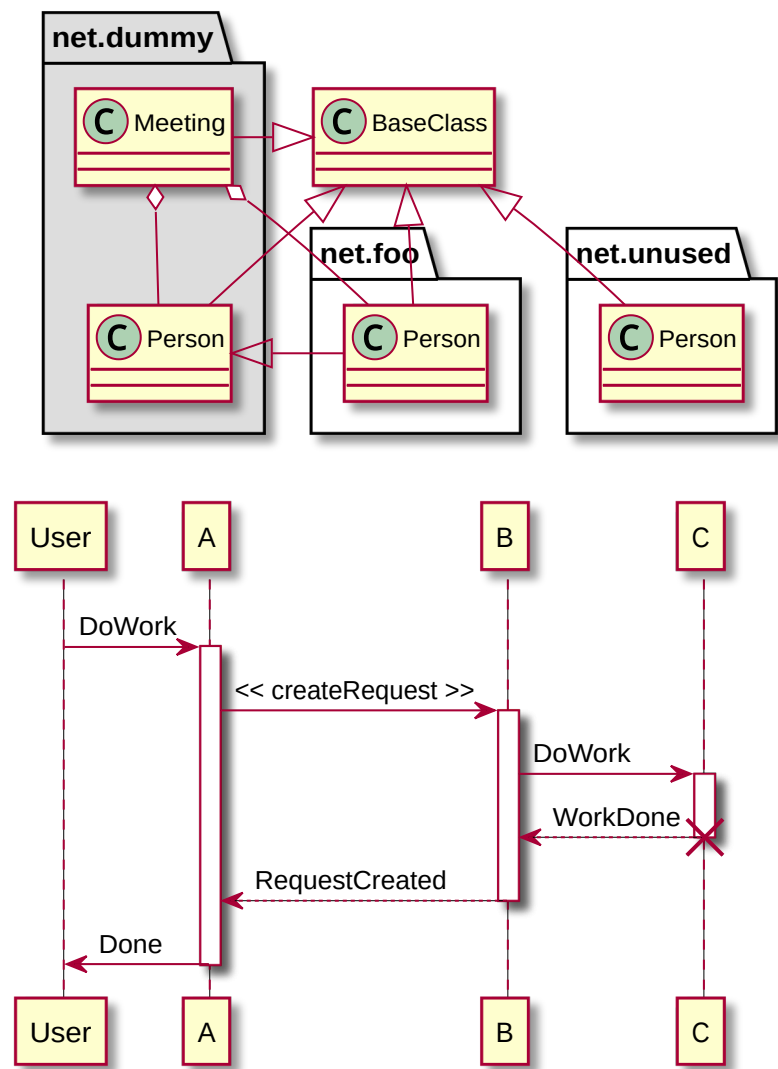 net.dummy
C Meeting
C BaseClass
net.foo
net.unused
C Person
C Person
C Person
User
A
B
C
DoWork
<< createRequest >>
DoWork
WorkDone
RequestCreated
Done
User
A
B
C